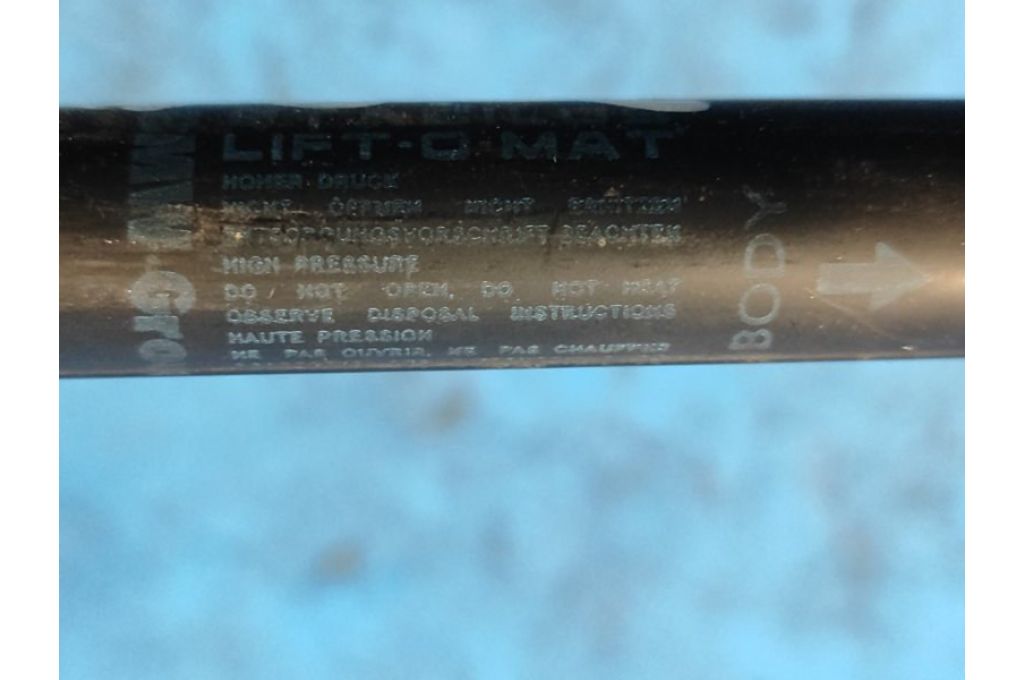 LIFT-O-MAT
HOHER DRUCK
NICHT ÖFFNEN NICHT ERHITZEN
ENTSORGUNGSVORSCHRIFT BEACHTEN
HIGH PRESSURE
DO NOT OPEN, DO NOT HEAT
OBSERVE DISPOSAL INSTRUCTIONS
HAUTE PRESSION
NE PAS OUVRIR, NE PAS CHAUFFER
BODY